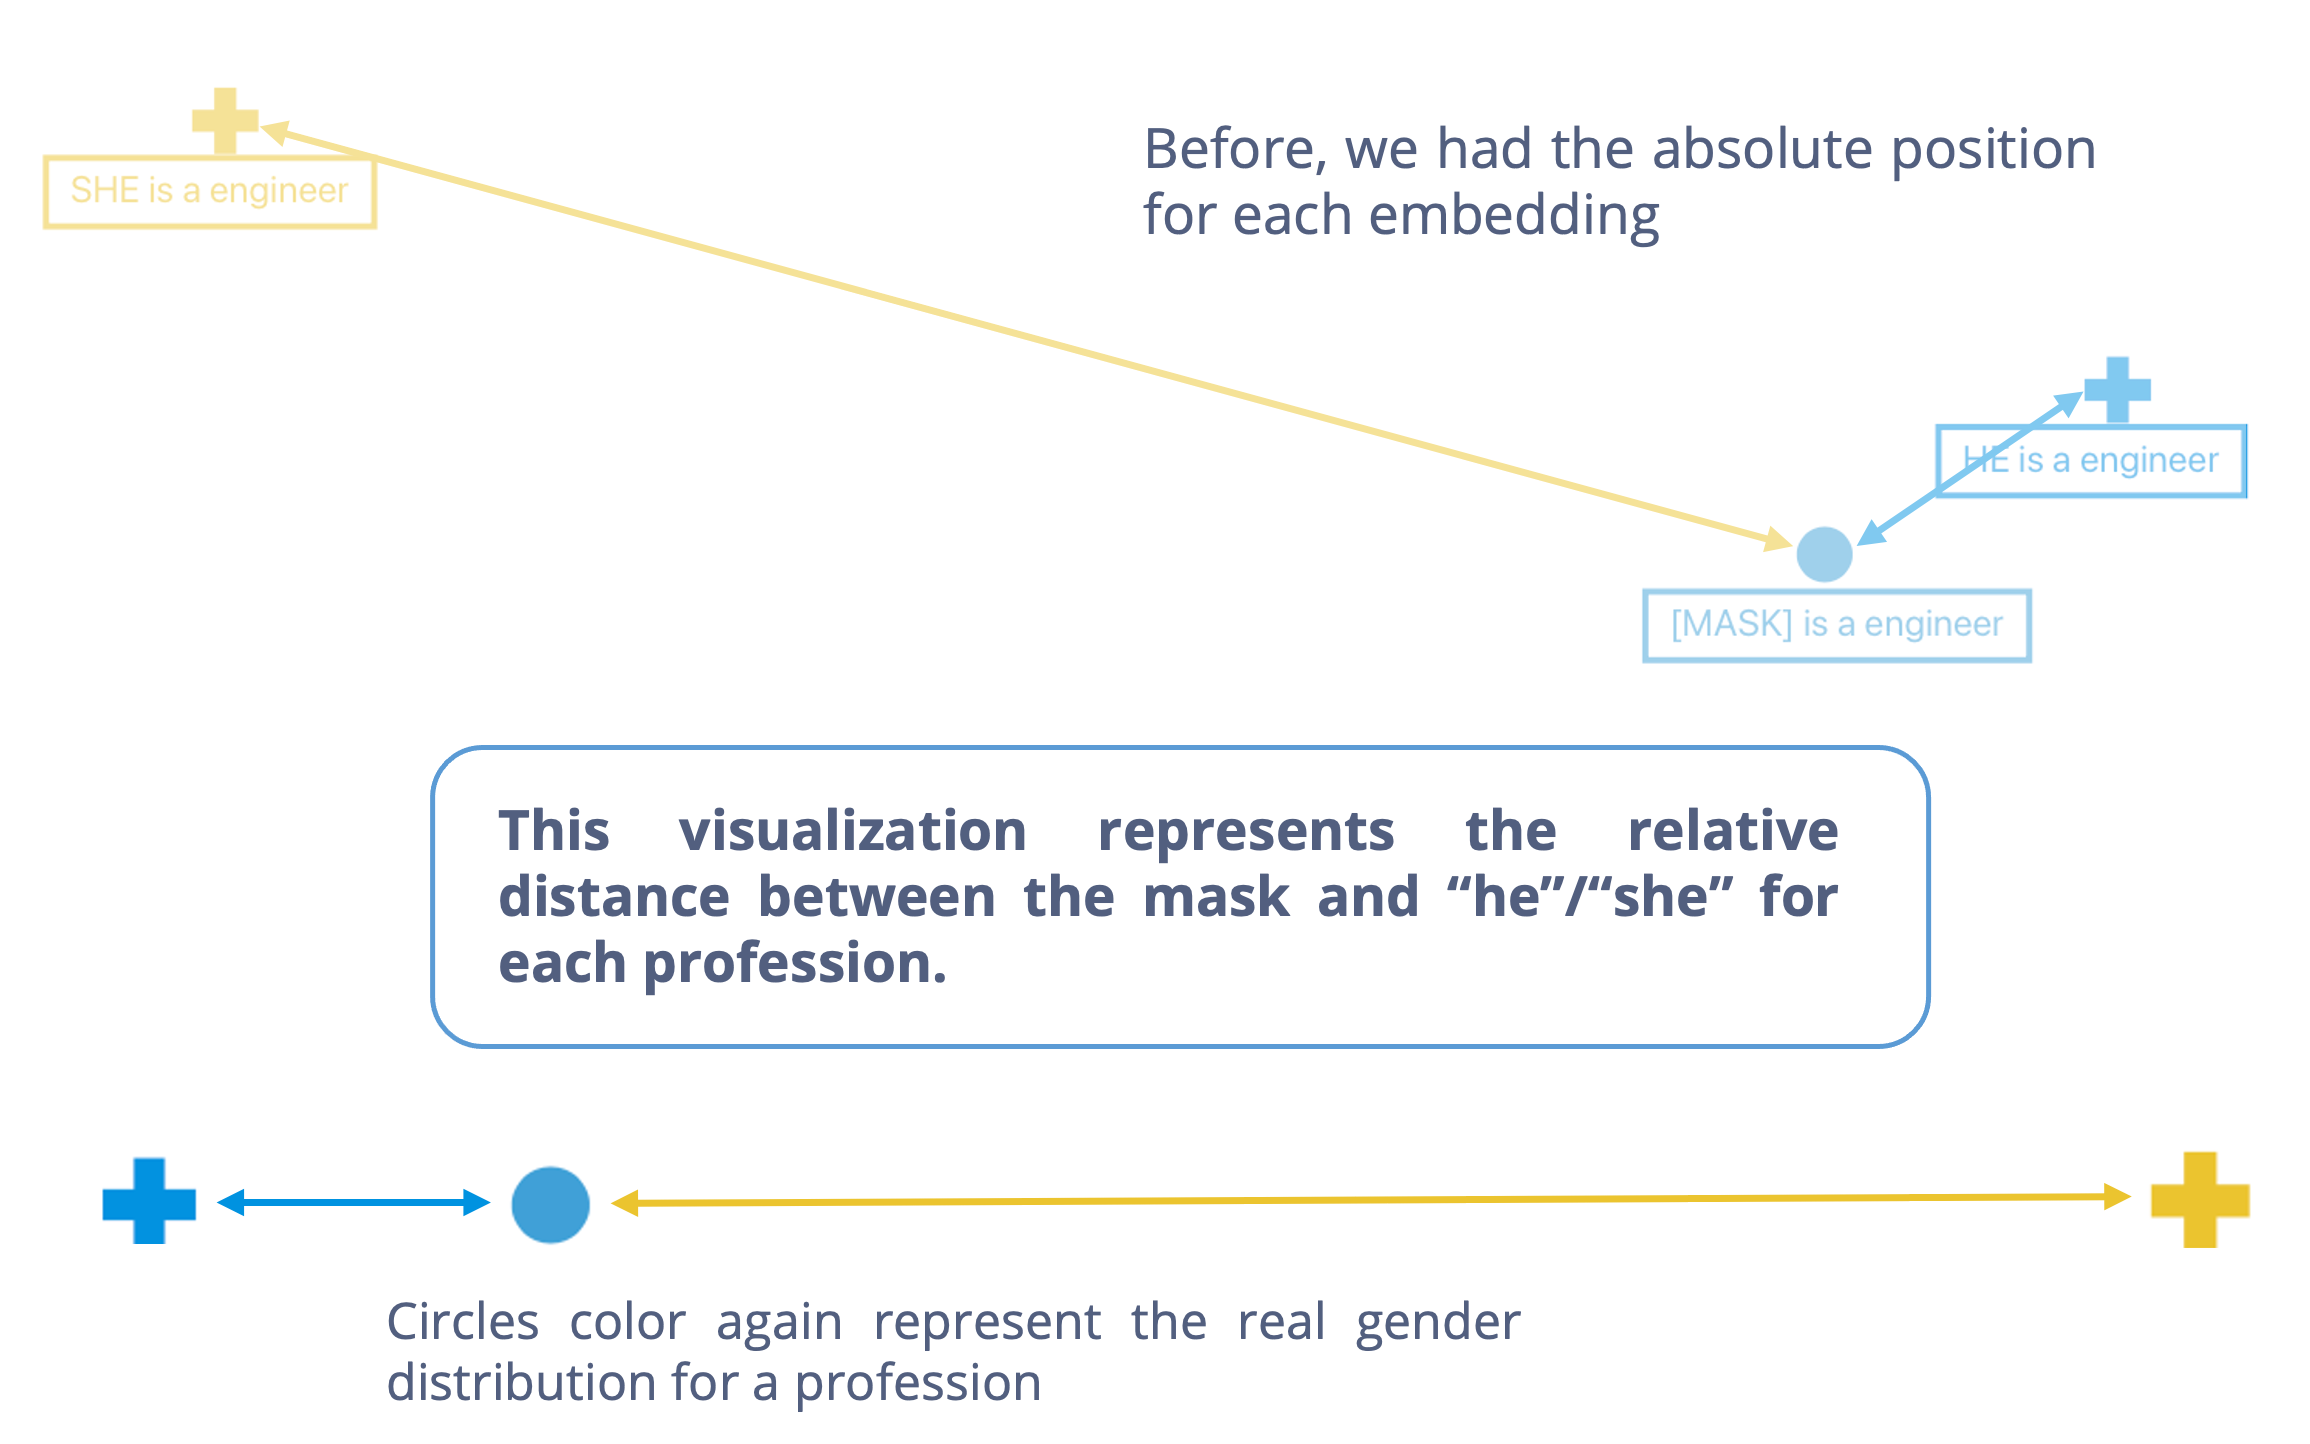 SHE is a engineer
Before, we had the absolute position
for each embedding
HE is a engineer
[MASK] is a engineer
This visualization represents the relative
distance between the mask and “he”/“she” for
each profession.
Circles color again represent the real gender
distribution for a profession